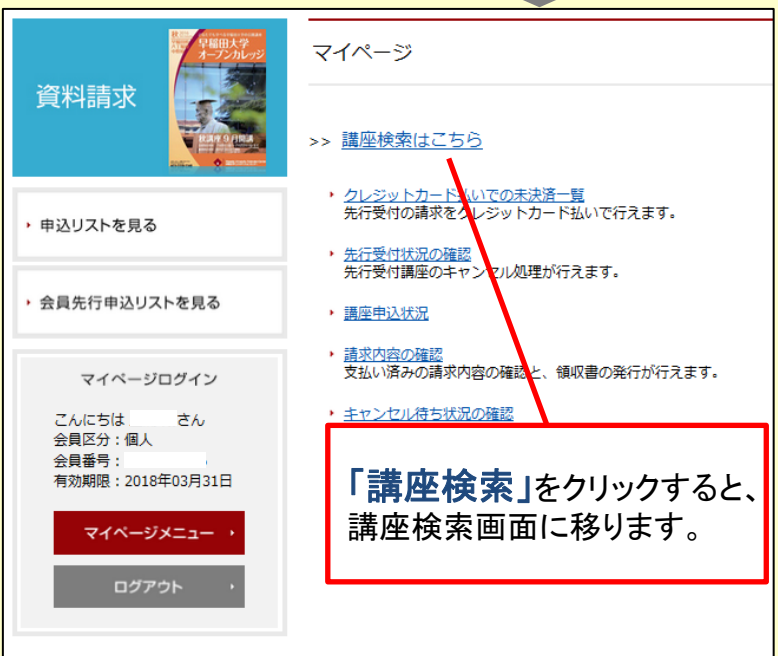 資料請求
早稲田大学
オープンカレッジ
秋講座 9月開講
申込リストを見る
会員先行申込リストを見る
マイページログイン
こんにちは さん
会員区分：個人
会員番号：
有効期限：2018年03月31日
マイページメニュー
ログアウト
マイページ
>> 講座検索はこちら
クレジットカード払いでの未決済一覧
先行受付の請求をクレジットカード払いで行えます。
先行受付状況の確認
先行受付講座のキャンセル処理が行えます。
講座申込状況
請求内容の確認
支払い済みの請求内容の確認と、領収書の発行が行えます。
キャンセル待ち状況の確認
「講座検索」をクリックすると、
講座検索画面に移ります。